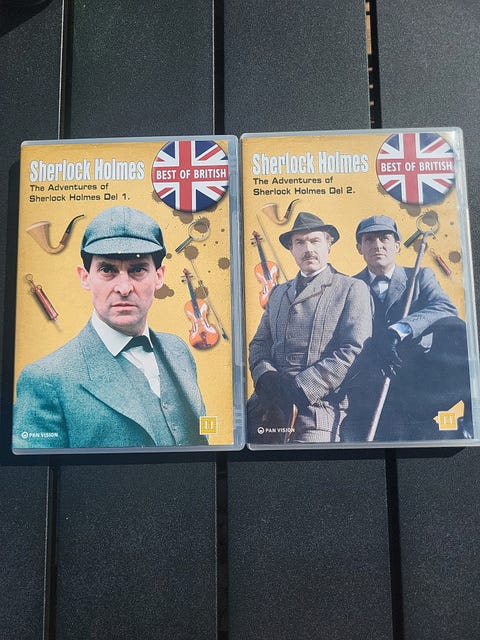 Sherlock Holmes
The Adventures of
Sherlock Holmes Del 1.
BEST OF BRITISH
PAN VISION
11
Sherlock Holmes
The Adventures of
Sherlock Holmes Del 2.
BEST OF BRITISH
PAN VISION
11